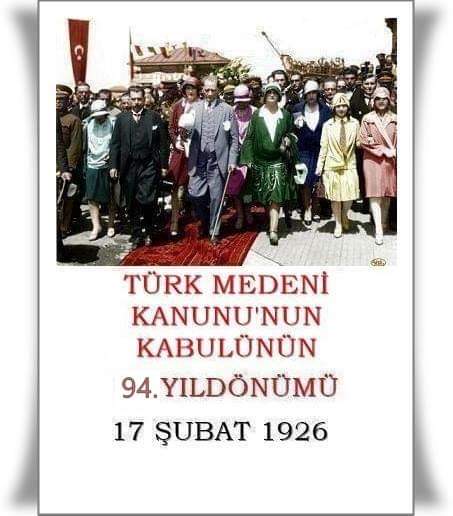 TÜRK MEDENİ
KANUNU'NUN
KABULÜNÜN
94.YILDÖNÜMÜ
17 ŞUBAT 1926